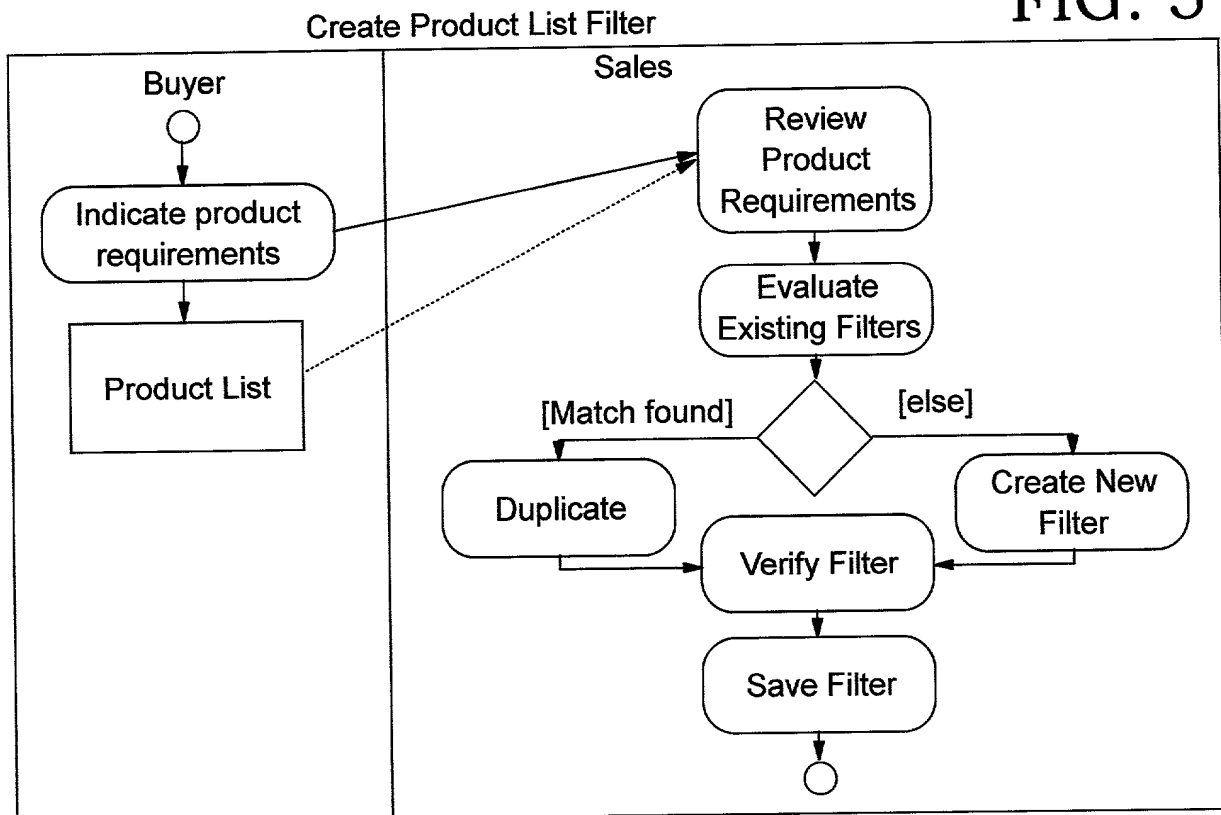 FIG. 3
Create Product List Filter
Buyer
Sales
Indicate product
requirements
Product List
Review
Product
Requirements
Evaluate
Existing Filters
[Match found]
[else]
Duplicate
Create New
Filter
Verify Filter
Save Filter